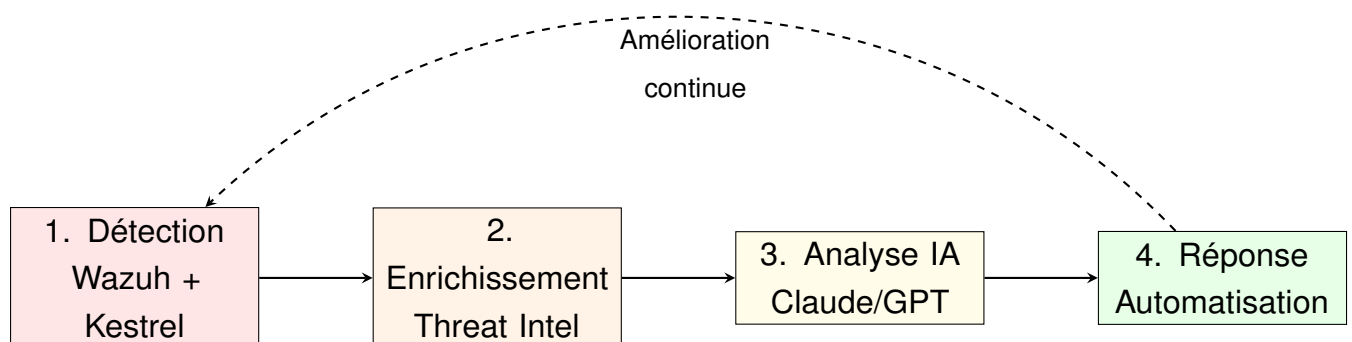 Amélioration
continue
1. Détection
Wazuh +
Kestrel
2.
Enrichissement
Threat Intel
3. Analyse IA
Claude/GPT
4. Réponse
Automatisation